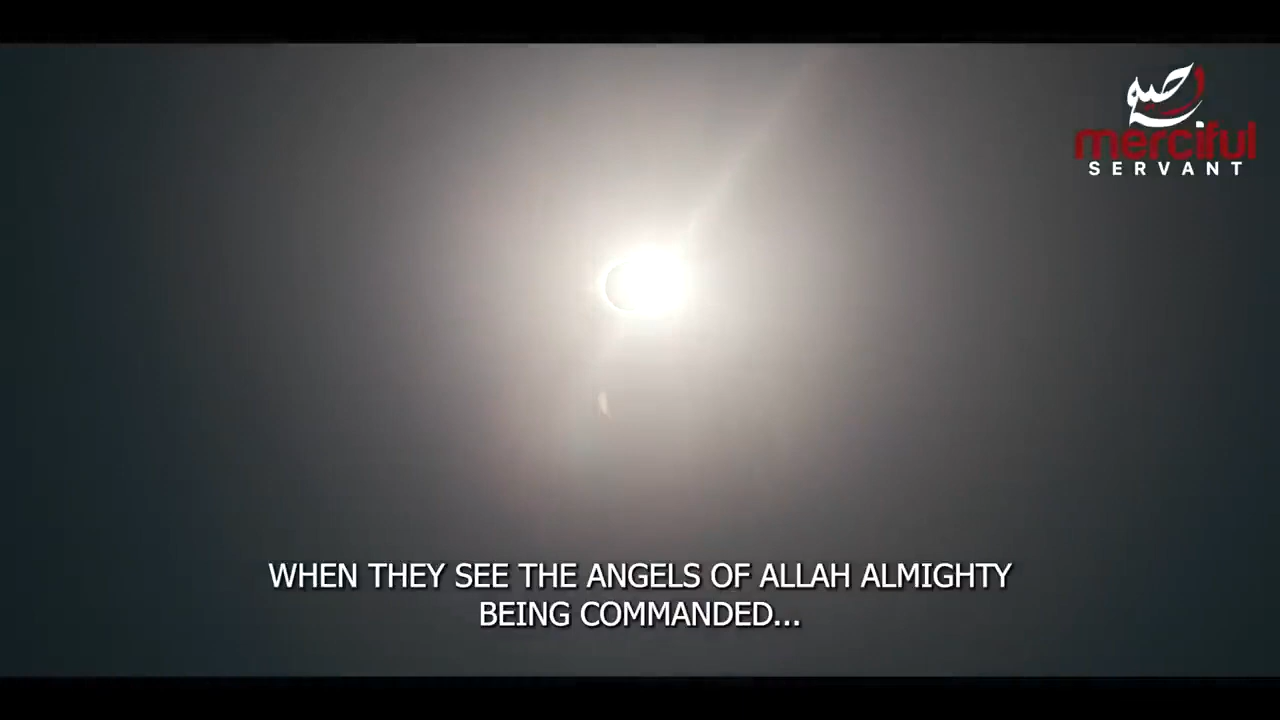 merciful
SERVANT
WHEN THEY SEE THE ANGELS OF ALLAH ALMIGHTY
BEING COMMANDED...